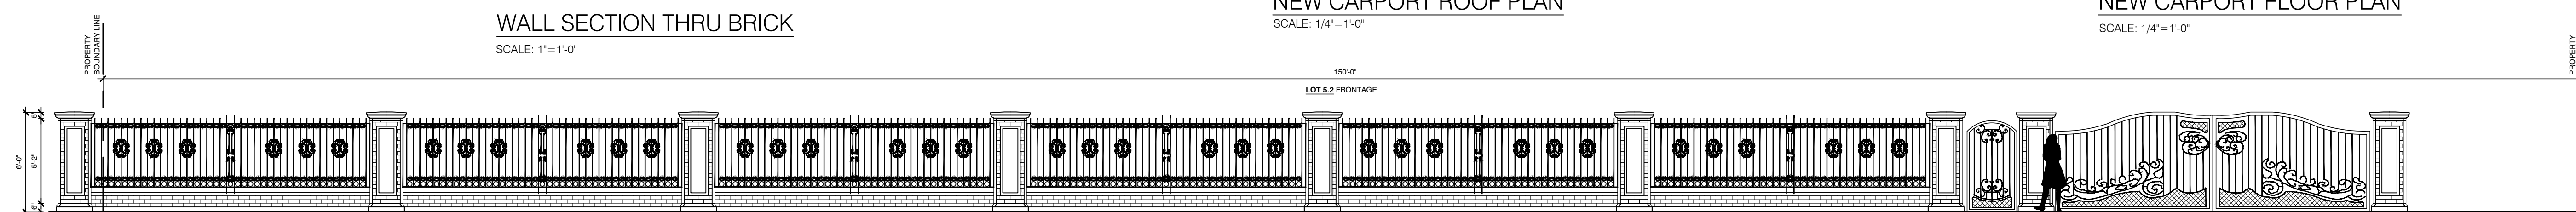 NEW CARPORT ROOF PLAN
SCALE: 1/4"=1'-0"
NEW CARPORT FLOOR PLAN
SCALE: 1/4"=1'-0"
WALL SECTION THRU BRICK
SCALE: 1"=1'-0"
PROPERTY
BOUNDARY LINE
PROPERTY
150'-0"
LOT 5.2 FRONTAGE
5"
6'-0"
5'-2"
6"